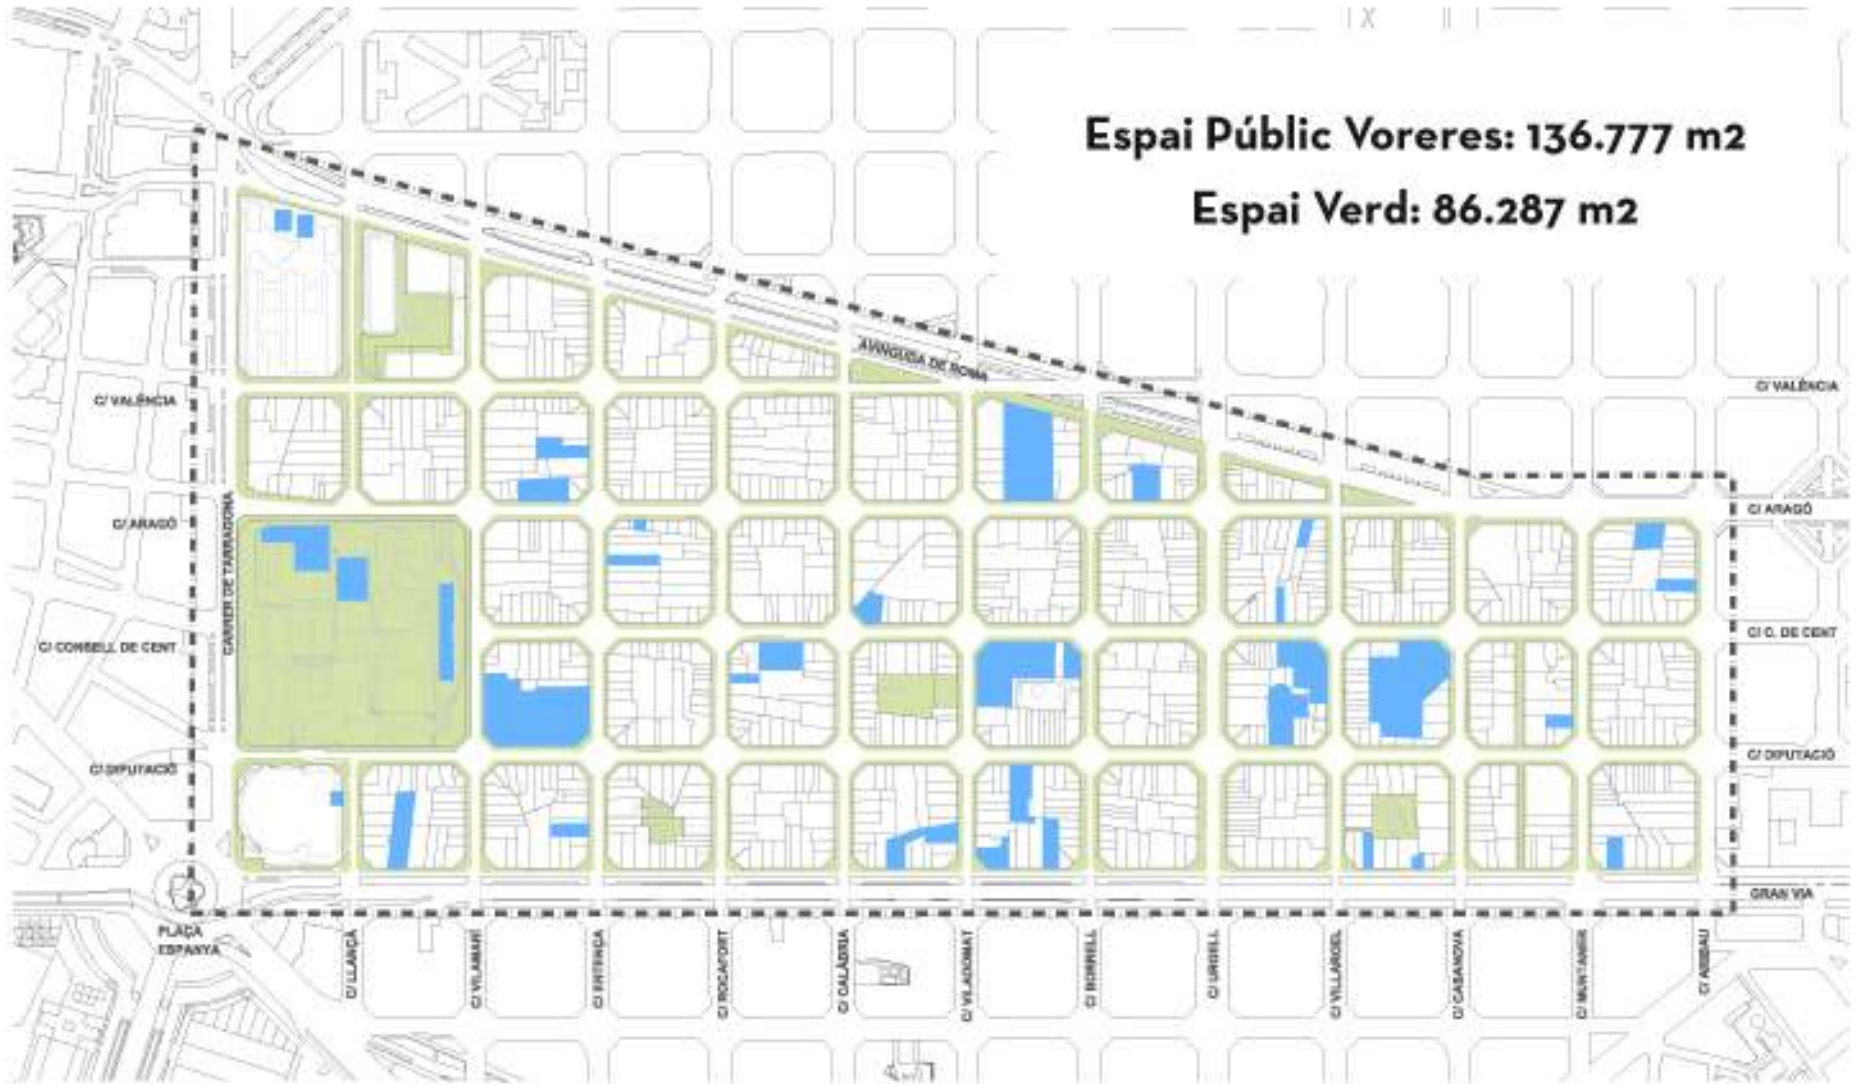 Espai Públic Voreres: 136.777 m2
Espai Verd: 86.287 m2
AVINGUDA DE ROMA
C/ VALÈNCIA
C/ VALÈNCIA
C/ ARAGÓ
C/ ARAGÓ
CARRER DE TARRAGONA
C/ CONSELL DE CENT
C/ C. DE CENT
C/ DIPUTACIÓ
C/ DIPUTACIÓ
GRAN VIA
PLAÇA
ESPANYA
C/ LLANÇÀ
C/ VILAMARÍ
C/ ENTENÇA
C/ ROCAFORT
C/ CALÀBRIA
C/ VILADOMAT
C/ BORRELL
C/ URGELL
C/ VILLAROEL
C/ CASANOVA
C/ MUNTANER
C/ ARIBAU